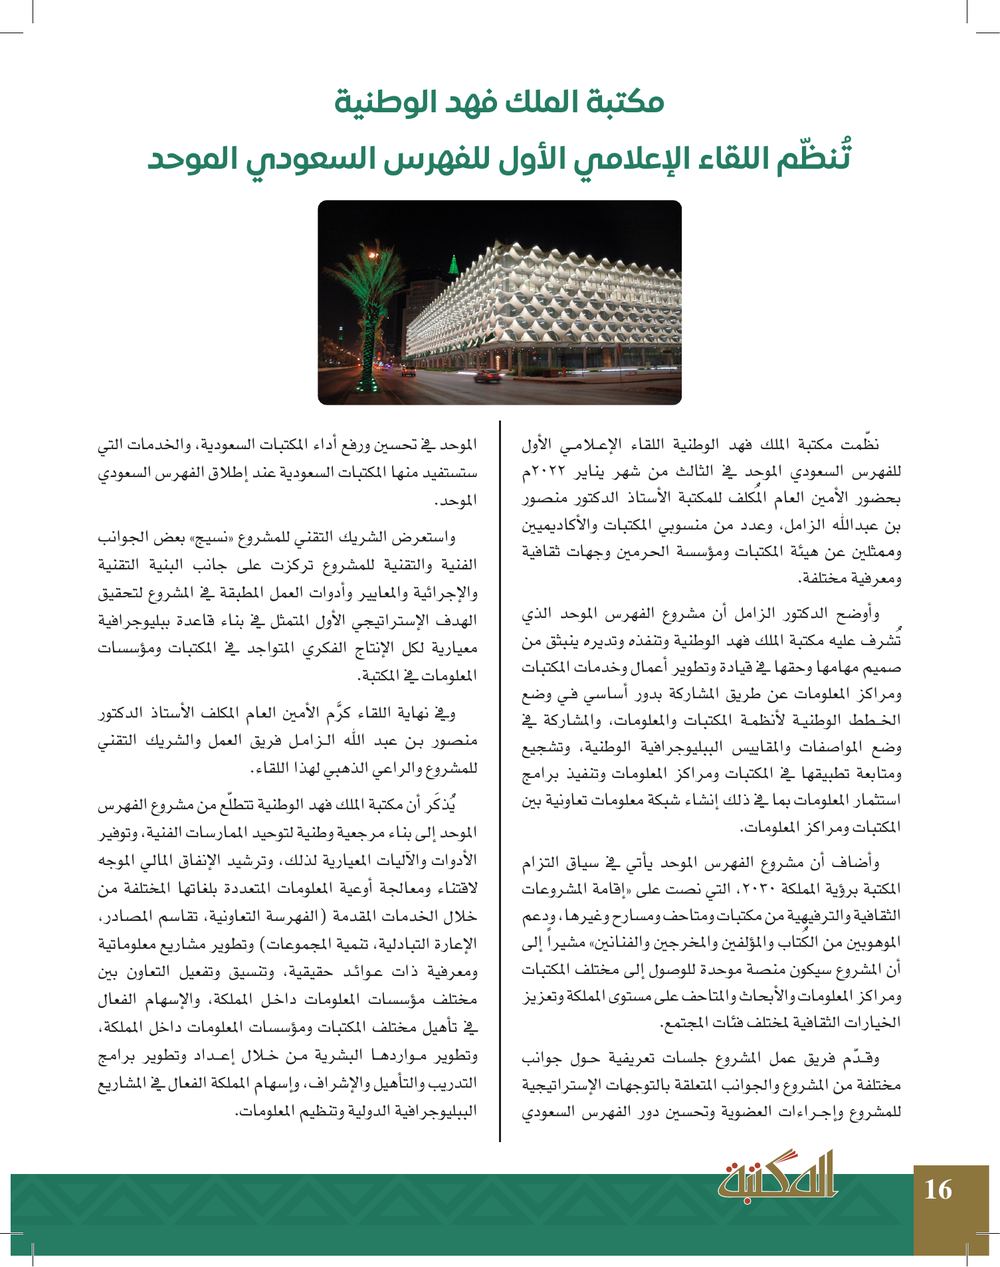 مكتبة الملك فهد الوطنية
تُنظّم اللقاء الإعلامي الأول للفهرس السعودي الموحد
نظّمت مكتبة الملك فهد الوطنية اللقاء الإعلامي الأول
للفهرس السعودي الموحد في الثالث من شهر يناير ٢٠٢٢م
بحضور الأمين العام المُكلف للمكتبة الأستاذ الدكتور منصور
بن عبدالله الزامل، وعدد من منسوبي المكتبات والأكاديميين
وممثلين عن هيئة المكتبات ومؤسسة الحرمين وجهات ثقافية
ومعرفية مختلفة.
وأوضح الدكتور الزامل أن مشروع الفهرس الموحد الذي
تُشرف عليه مكتبة الملك فهد الوطنية وتنفذه وتديره ينبثق من
صميم مهامها وحقها في قيادة وتطوير أعمال وخدمات المكتبات
ومراكز المعلومات عن طريق المشاركة بدور أساسي في وضع
الخطط الوطنية لأنظمة المكتبات والمعلومات، والمشاركة في
وضع المواصفات والمقاييس الببليوجرافية الوطنية، وتشجيع
ومتابعة تطبيقها في المكتبات ومراكز المعلومات وتنفيذ برامج
استثمار المعلومات بما في ذلك إنشاء شبكة معلومات تعاونية بين
المكتبات ومراكز المعلومات.
وأضاف أن مشروع الفهرس الموحد يأتي في سياق التزام
المكتبة برؤية المملكة ٢٠٣٠، التي نصت على «إقامة المشروعات
الثقافية والترفيهية من مكتبات ومتاحف ومسارح وغيرها، ودعم
الموهوبين من الكُتاب والمؤلفين والمخرجين والفنانين» مشيراً إلى
أن المشروع سيكون منصة موحدة للوصول إلى مختلف المكتبات
ومراكز المعلومات والأبحاث والمتاحف على مستوى المملكة وتعزيز
الخيارات الثقافية لمختلف فئات المجتمع.
وقدّم فريق عمل المشروع جلسات تعريفية حول جوانب
مختلفة من المشروع والجوانب المتعلقة بالتوجهات الإستراتيجية
للمشروع وإجراءات العضوية وتحسين دور الفهرس السعودي
الموحد في تحسين ورفع أداء المكتبات السعودية، والخدمات التي
ستستفيد منها المكتبات السعودية عند إطلاق الفهرس السعودي
الموحد.
واستعرض الشريك التقني للمشروع «نسيج» بعض الجوانب
الفنية والتقنية للمشروع تركزت على جانب البنية التقنية
والإجرائية والمعايير وأدوات العمل المطبقة في المشروع لتحقيق
الهدف الإستراتيجي الأول المتمثل في بناء قاعدة ببليوجرافية
معيارية لكل الإنتاج الفكري المتواجد في المكتبات ومؤسسات
المعلومات في المكتبة.
وفي نهاية اللقاء كرَّم الأمين العام المكلف الأستاذ الدكتور
منصور بن عبد الله الزامل فريق العمل والشريك التقني
للمشروع والراعي الذهبي لهذا اللقاء.
يُذكَر أن مكتبة الملك فهد الوطنية تتطلّع من مشروع الفهرس
الموحد إلى بناء مرجعية وطنية لتوحيد الممارسات الفنية، وتوفير
الأدوات والآليات المعيارية لذلك، وترشيد الإنفاق المالي الموجه
لاقتناء ومعالجة أوعية المعلومات المتعددة بلغاتها المختلفة من
خلال الخدمات المقدمة (الفهرسة التعاونية، تقاسم المصادر،
الإعارة التبادلية، تنمية المجموعات) وتطوير مشاريع معلوماتية
ومعرفية ذات عوائد حقيقية، وتنسيق وتفعيل التعاون بين
مختلف مؤسسات المعلومات داخل المملكة، والإسهام الفعال
في تأهيل مختلف المكتبات ومؤسسات المعلومات داخل المملكة،
وتطوير مواردها البشرية من خلال إعداد وتطوير برامج
التدريب والتأهيل والإشراف، وإسهام المملكة الفعال في المشاريع
الببليوجرافية الدولية وتنظيم المعلومات.
المكتبة
16